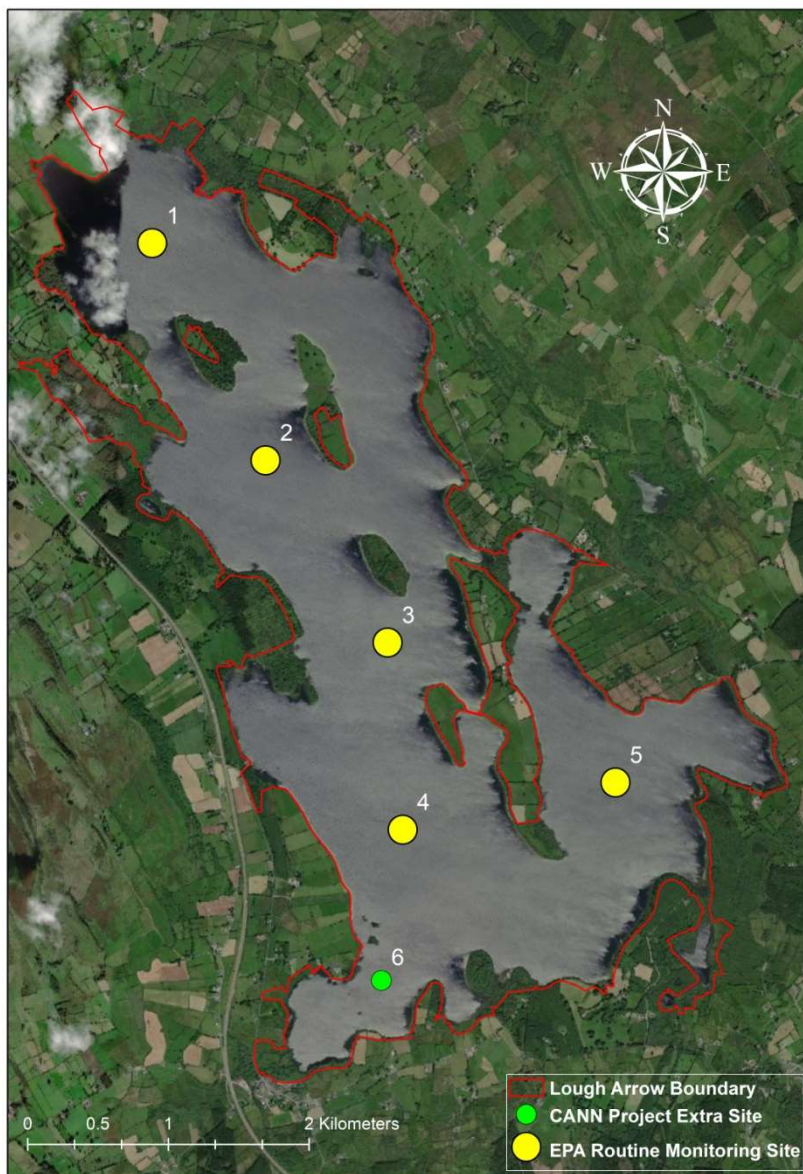 N
W E
S
1
2
3
5
4
6
Lough Arrow Boundary
CANN Project Extra Site
EPA Routine Monitoring Site
0 0.5 1 2 Kilometers